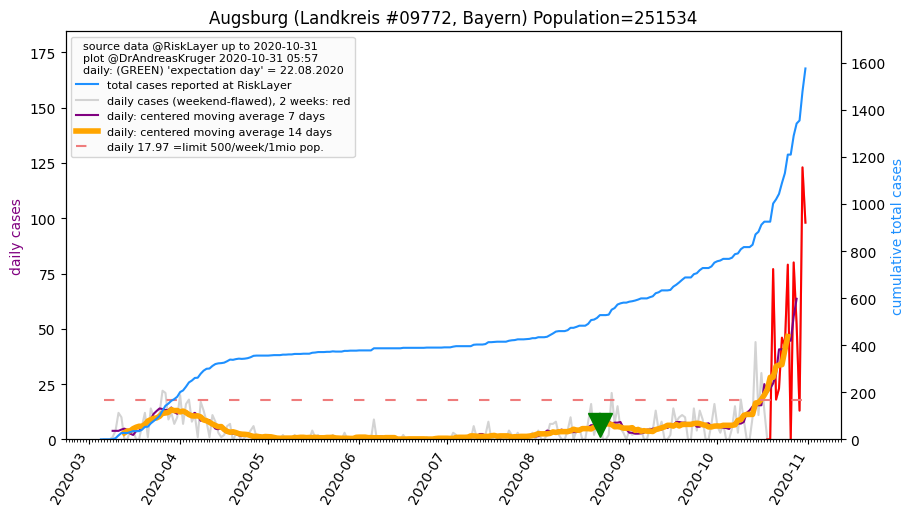 Augsburg (Landkreis #09772, Bayern) Population=251534
source data @RiskLayer up to 2020-10-31
plot @DrAndreasKruger 2020-10-31 05:57
daily: (GREEN) 'expectation day' = 22.08.2020
total cases reported at RiskLayer
daily cases (weekend-flawed), 2 weeks: red
daily: centered moving average 7 days
daily: centered moving average 14 days
daily 17.97 =limit 500/week/1mio pop.
daily cases
175
150
125
100
75
50
25
0
cumulative total cases
1600
1400
1200
1000
800
600
400
200
0
2020-03
2020-04
2020-05
2020-06
2020-07
2020-08
2020-09
2020-10
2020-11